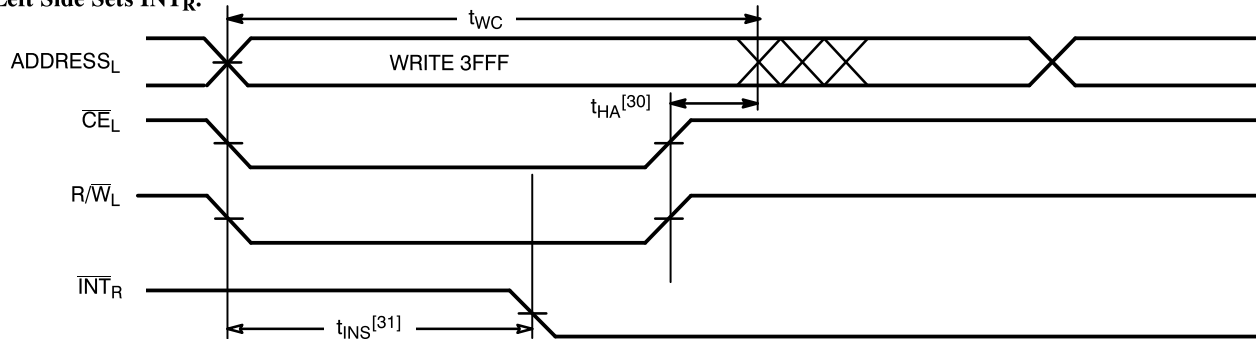 Left Side Sets INTR:
tWC
ADDRESSL
WRITE 3FFF
tHA[30]
CEL
R/WL
INTR
tINS[31]